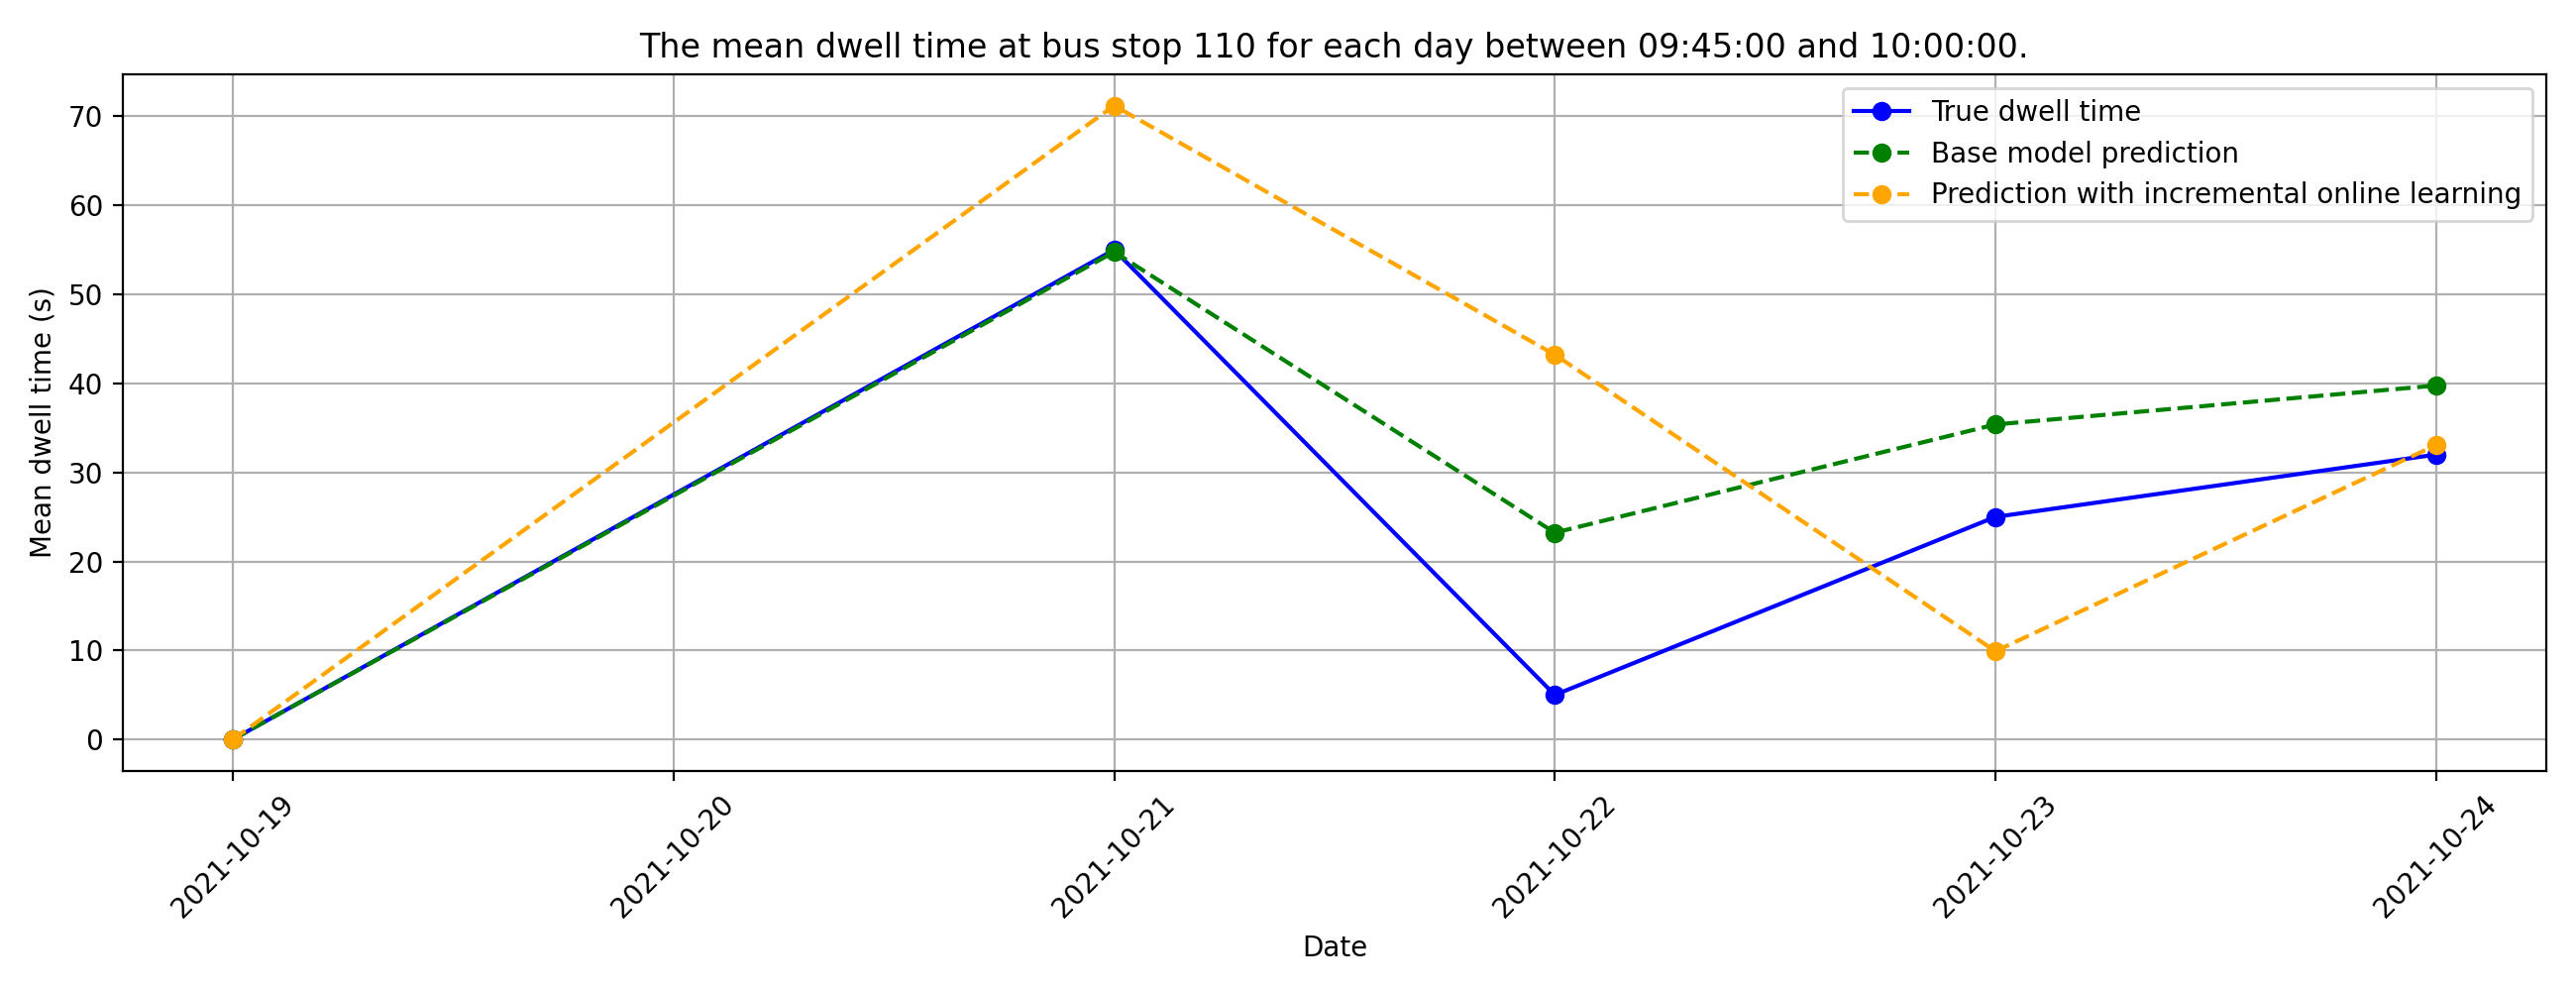 The mean dwell time at bus stop 110 for each day between 09:45:00 and 10:00:00.
True dwell time
Base model prediction
Prediction with incremental online learning
Mean dwell time (s)
70
60
50
40
30
20
10
0
2021-10-19
2021-10-20
2021-10-21
2021-10-22
2021-10-23
2021-10-24
Date